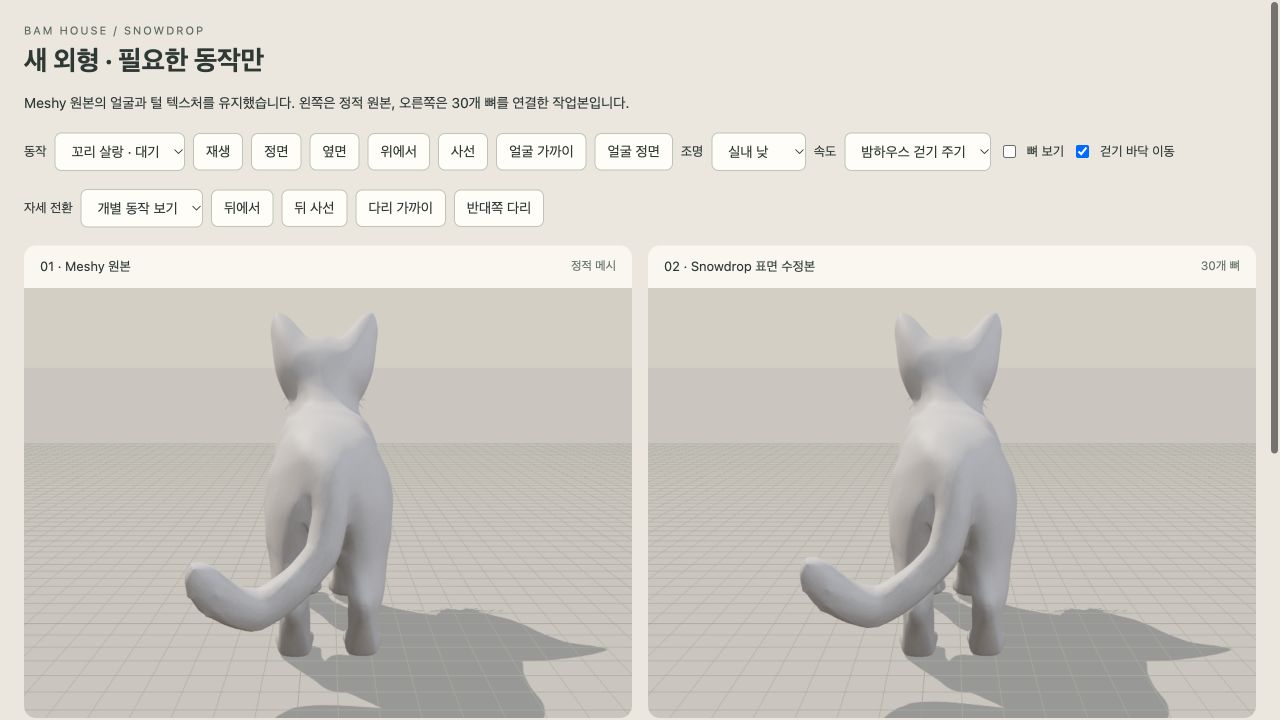 BAM HOUSE / SNOWDROP
새 외형 · 필요한 동작만
Meshy 원본의 얼굴과 털 텍스처를 유지했습니다. 왼쪽은 정적 원본, 오른쪽은 30개 뼈를 연결한 작업본입니다.
동작 꼬리 살랑 · 대기 재생 정면 옆면 위에서 사선 얼굴 가까이 얼굴 정면 조명 실내 낮 속도 밤하우스 걷기 주기 뼈 보기 걷기 바닥 이동
자세 전환 개별 동작 보기 뒤에서 뒤 사선 다리 가까이 반대쪽 다리
01 · Meshy 원본 정적 메시
02 · Snowdrop 표면 수정본 30개 뼈